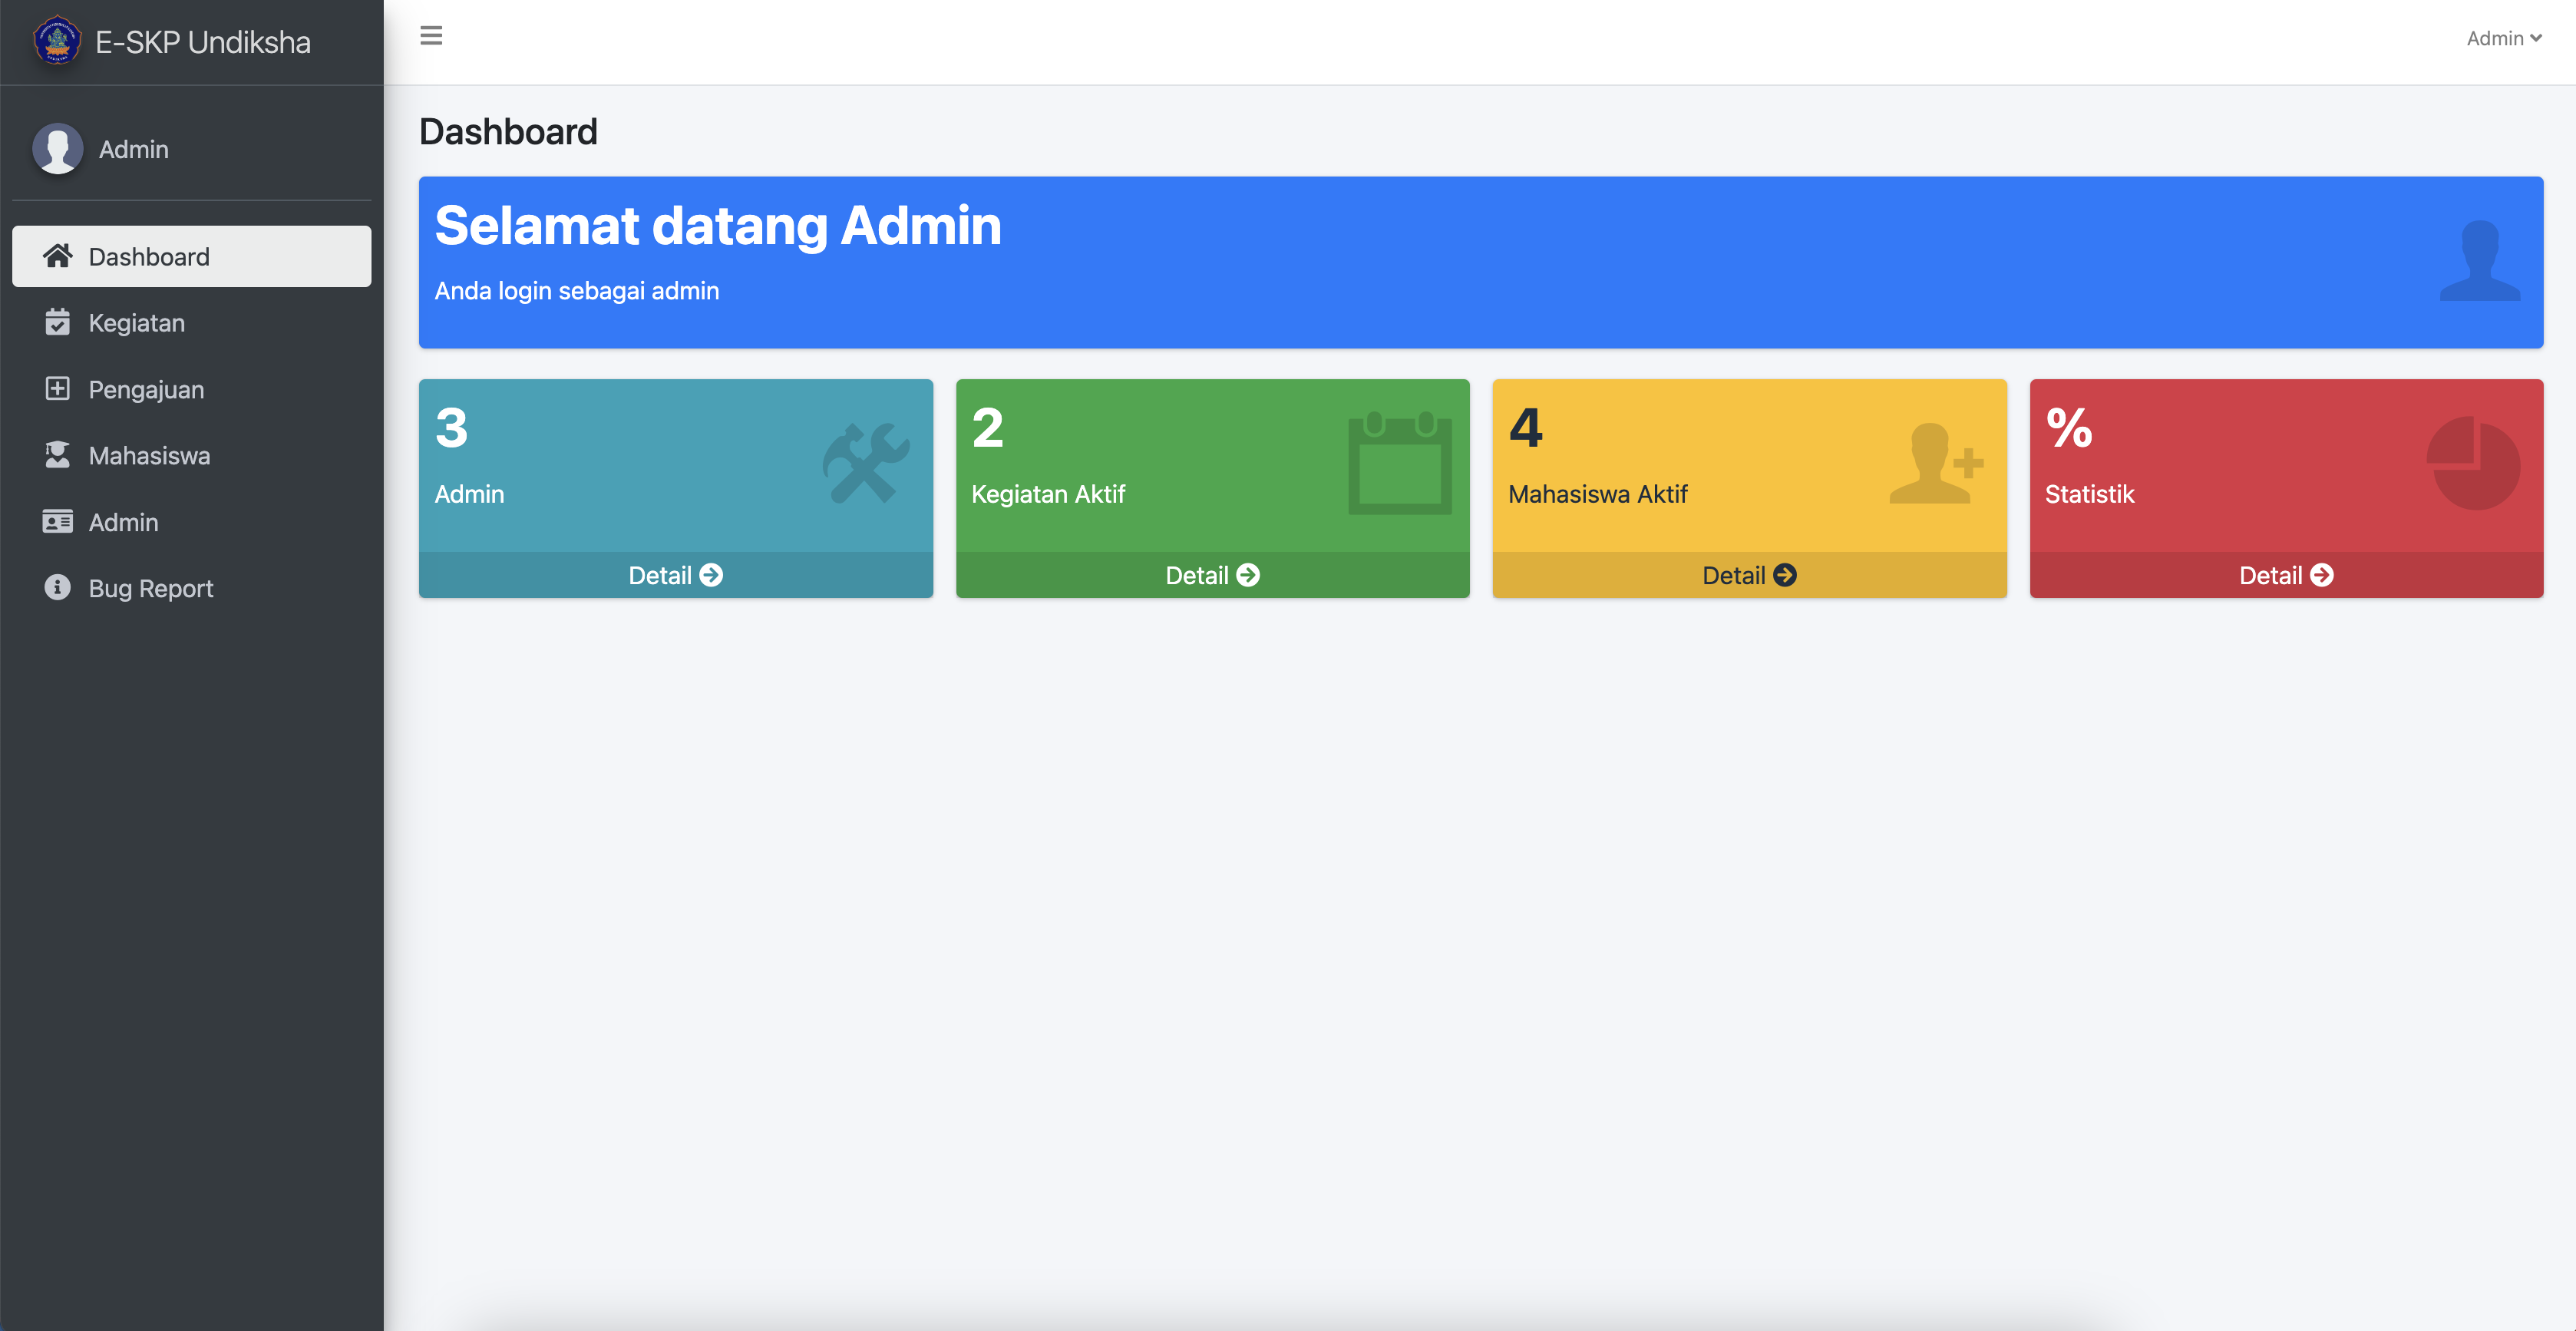 E-SKP Undiksha
Admin
Admin
Dashboard
Kegiatan
Pengajuan
Mahasiswa
Admin
Bug Report
Dashboard
Selamat datang Admin
Anda login sebagai admin
3
Admin
Detail
2
Kegiatan Aktif
Detail
4
Mahasiswa Aktif
Detail
%
Statistik
Detail